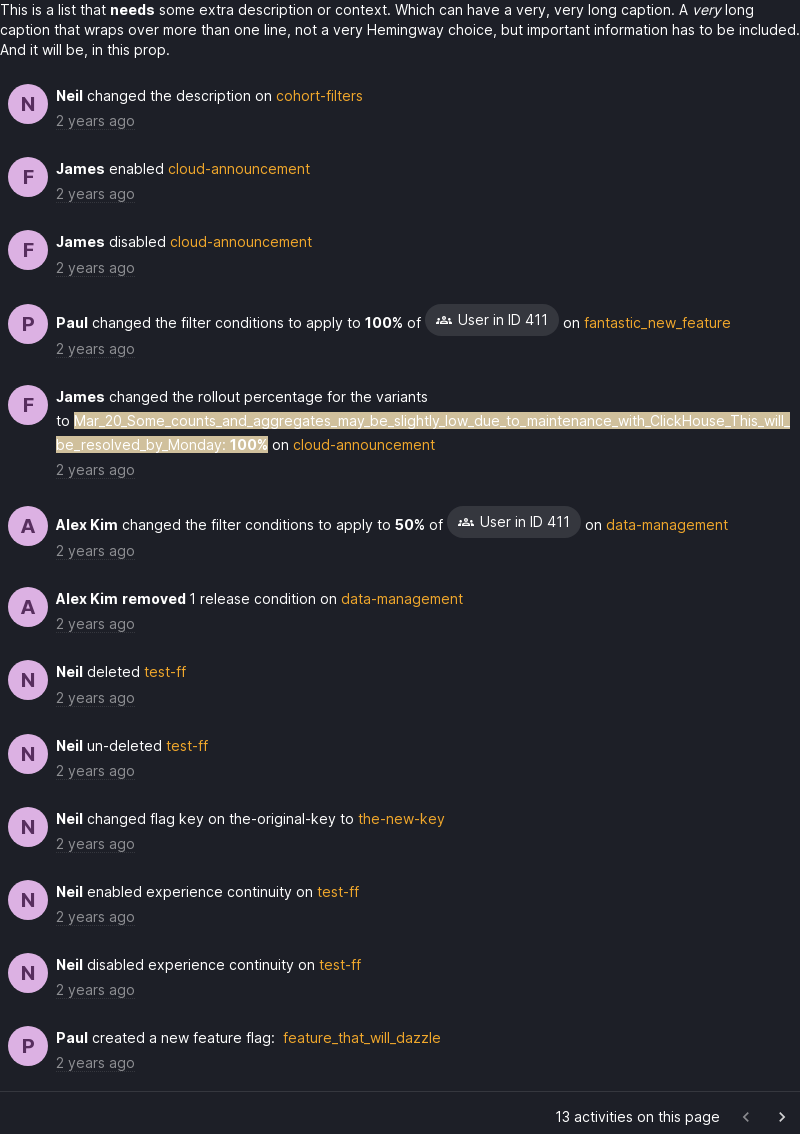 This is a list that needs some extra description or context. Which can have a very, very long caption. A very long
caption that wraps over more than one line, not a very Hemingway choice, but important information has to be included.
And it will be, in this prop.
N
Neil changed the description on cohort-filters
2 years ago
F
James enabled cloud-announcement
2 years ago
F
James disabled cloud-announcement
2 years ago
P
Paul changed the filter conditions to apply to 100% of User in ID 411 on fantastic_new_feature
2 years ago
F
James changed the rollout percentage for the variants
to Mar_20_Some_counts_and_aggregates_may_be_slightly_low_due_to_maintenance_with_ClickHouse_This_will_
be_resolved_by_Monday: 100% on cloud-announcement
2 years ago
A
Alex Kim changed the filter conditions to apply to 50% of User in ID 411 on data-management
2 years ago
A
Alex Kim removed 1 release condition on data-management
2 years ago
N
Neil deleted test-ff
2 years ago
N
Neil un-deleted test-ff
2 years ago
N
Neil changed flag key on the-original-key to the-new-key
2 years ago
N
Neil enabled experience continuity on test-ff
2 years ago
N
Neil disabled experience continuity on test-ff
2 years ago
P
Paul created a new feature flag: feature_that_will_dazzle
2 years ago
13 activities on this page